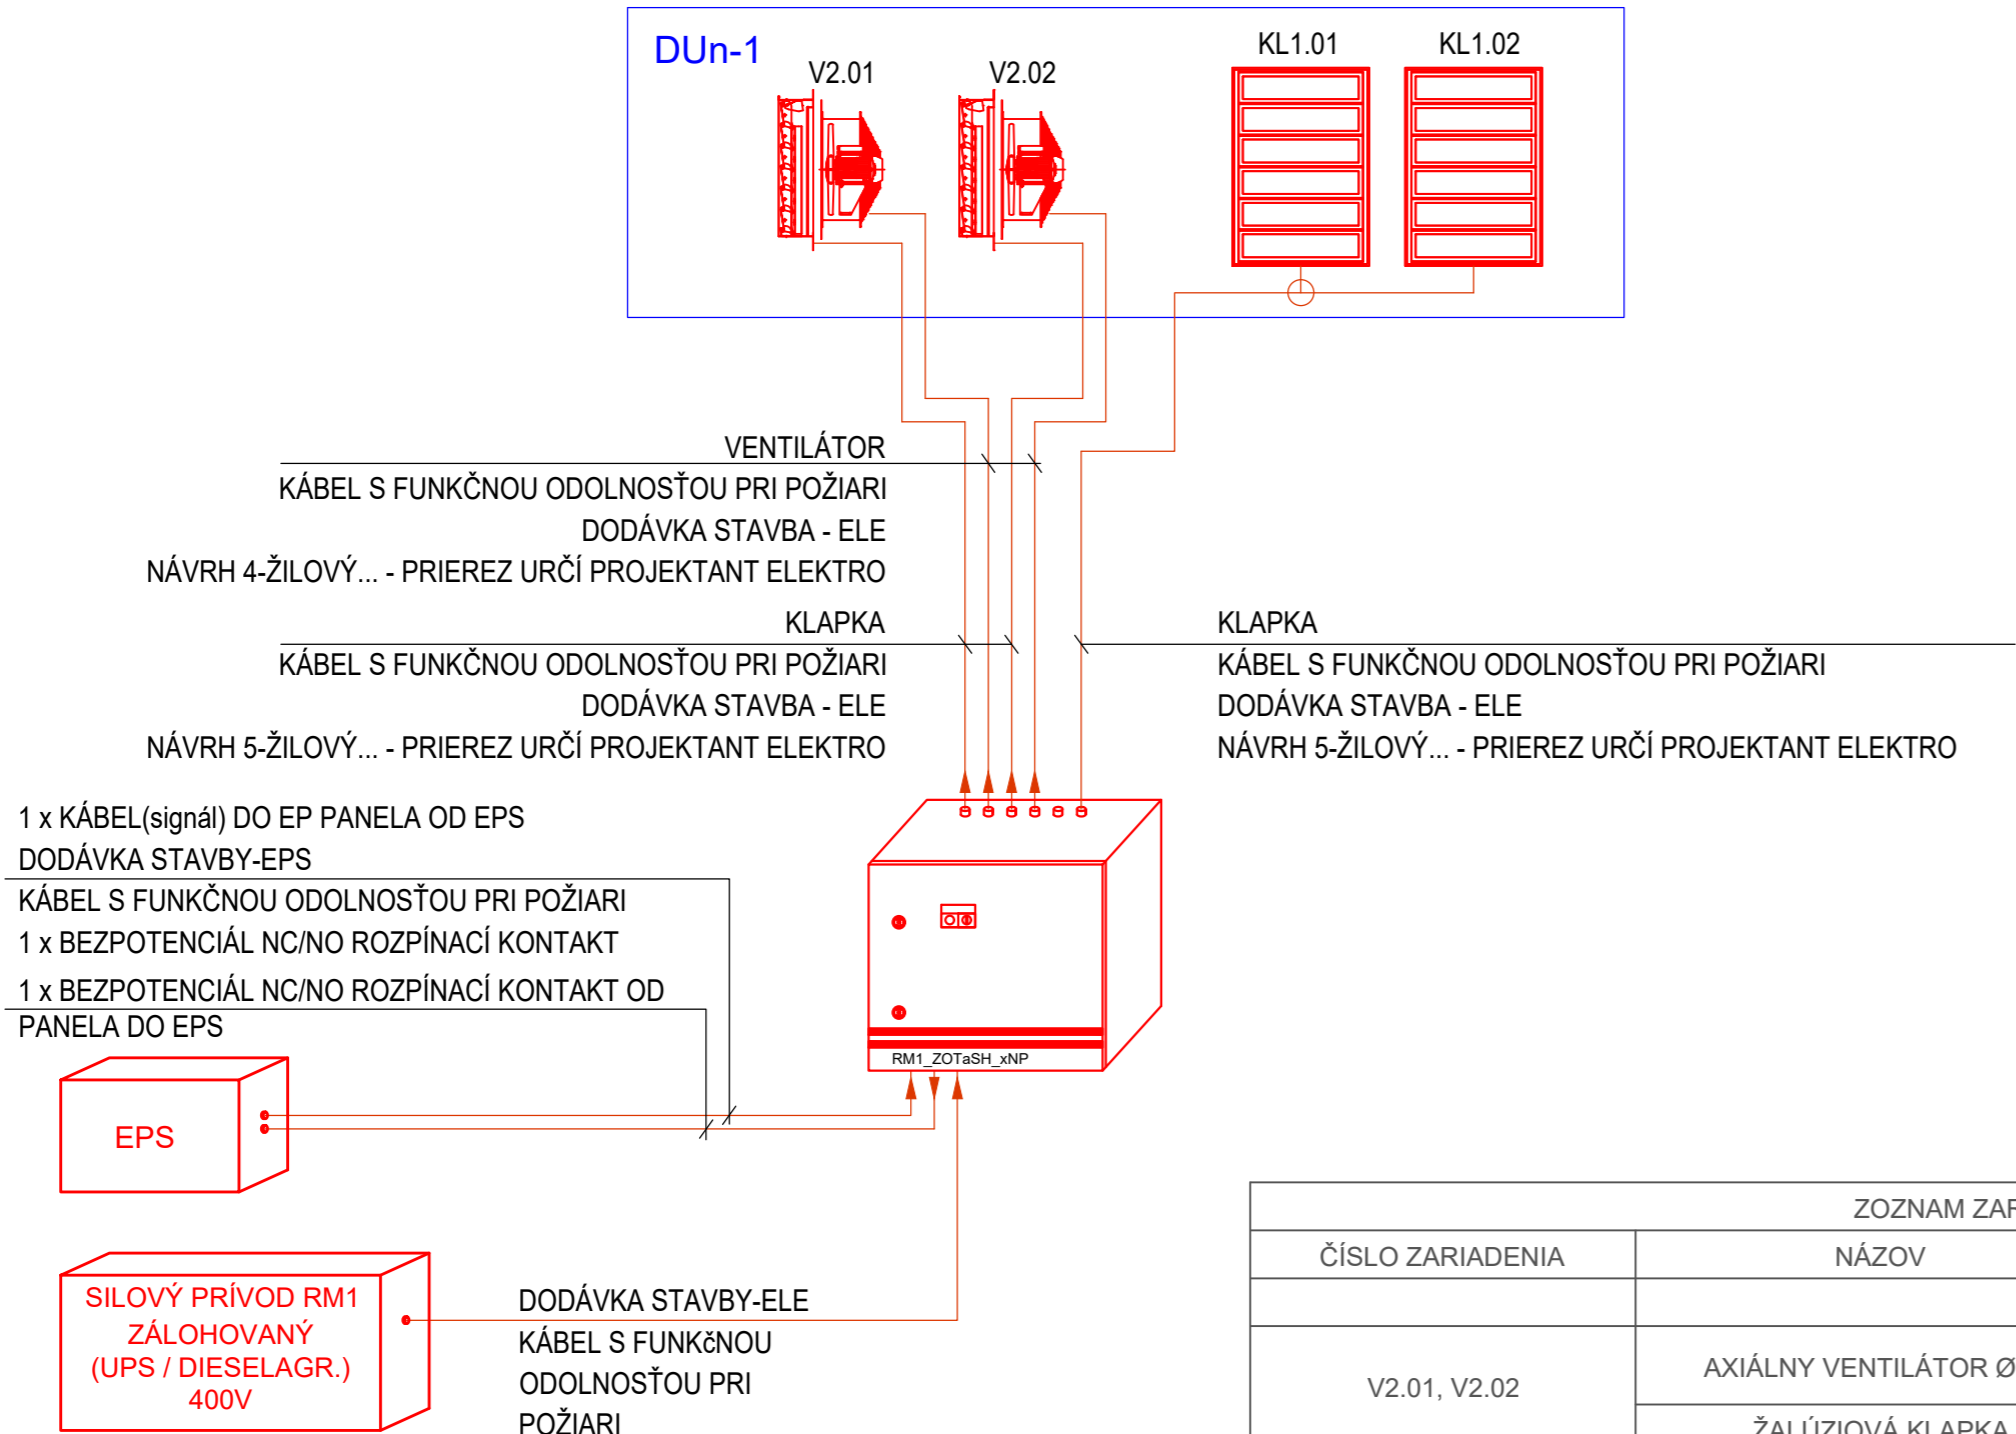 DUn-1
V2.01
V2.02
KL1.01
KL1.02
VENTILÁTOR
KÁBEL S FUNKČNOU ODOLNOSŤOU PRI POŽIARI
DODÁVKA STAVBA - ELE
NÁVRH 4-ŽILOVÝ... - PRIEREZ URČÍ PROJEKTANT ELEKTRO
KLAPKA
KÁBEL S FUNKČNOU ODOLNOSŤOU PRI POŽIARI
DODÁVKA STAVBA - ELE
NÁVRH 5-ŽILOVÝ... - PRIEREZ URČÍ PROJEKTANT ELEKTRO
KLAPKA
KÁBEL S FUNKČNOU ODOLNOSŤOU PRI POŽIARI
DODÁVKA STAVBA - ELE
NÁVRH 5-ŽILOVÝ... - PRIEREZ URČÍ PROJEKTANT ELEKTRO
1 x KÁBEL(signál) DO EP PANELA OD EPS
DODÁVKA STAVBY-EPS
KÁBEL S FUNKČNOU ODOLNOSŤOU PRI POŽIARI
1 x BEZPOTENCIÁL NC/NO ROZPÍNACÍ KONTAKT
1 x BEZPOTENCIÁL NC/NO ROZPÍNACÍ KONTAKT OD
PANELA DO EPS
RM1_ZOTaSH_xNP
EPS
SILOVÝ PRÍVOD RM1
ZÁLOHOVANÝ
(UPS / DIESELAGR.)
400V
DODÁVKA STAVBY-ELE
KÁBEL S FUNKčNOU
ODOLNOSŤOU PRI
POŽIARI
ZOZNAM ZAR
ČÍSLO ZARIADENIA
NÁZOV
V2.01, V2.02
AXIÁLNY VENTILÁTOR Ø
ŽALÚZIOVÁ KLAPKA